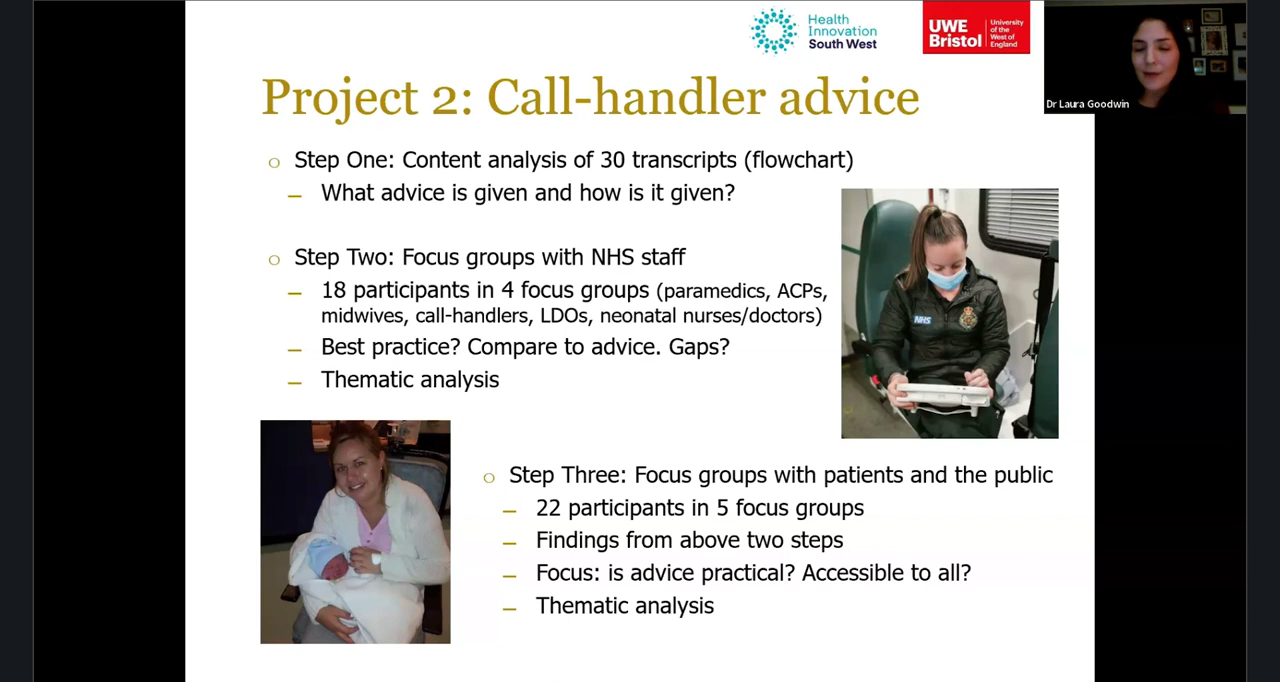 Health
Innovation
South West
UWE
Bristol
University
of the
West of
England
Dr Laura Goodwin
Project 2: Call-handler advice
Step One: Content analysis of 30 transcripts (flowchart)
– What advice is given and how is it given?
Step Two: Focus groups with NHS staff
– 18 participants in 4 focus groups (paramedics, ACPs,
midwives, call-handlers, LDOs, neonatal nurses/doctors)
– Best practice? Compare to advice. Gaps?
– Thematic analysis
NHS
Step Three: Focus groups with patients and the public
– 22 participants in 5 focus groups
– Findings from above two steps
– Focus: is advice practical? Accessible to all?
– Thematic analysis